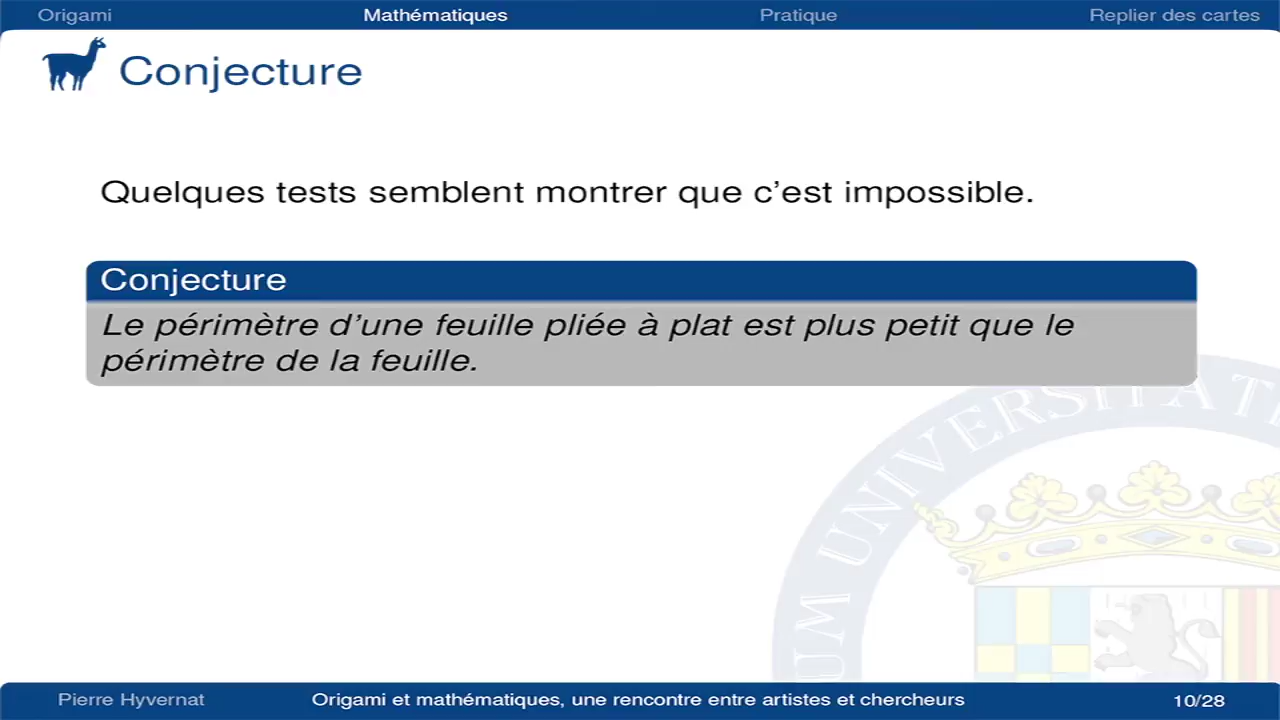 Origami Mathématiques Pratique Replier des cartes
Conjecture
Quelques tests semblent montrer que c'est impossible.
Conjecture
Le périmètre d'une feuille pliée à plat est plus petit que le
périmètre de la feuille.
UM UNIVERSITATE
Pierre Hyvernat Origami et mathématiques, une rencontre entre artistes et chercheurs 10/28